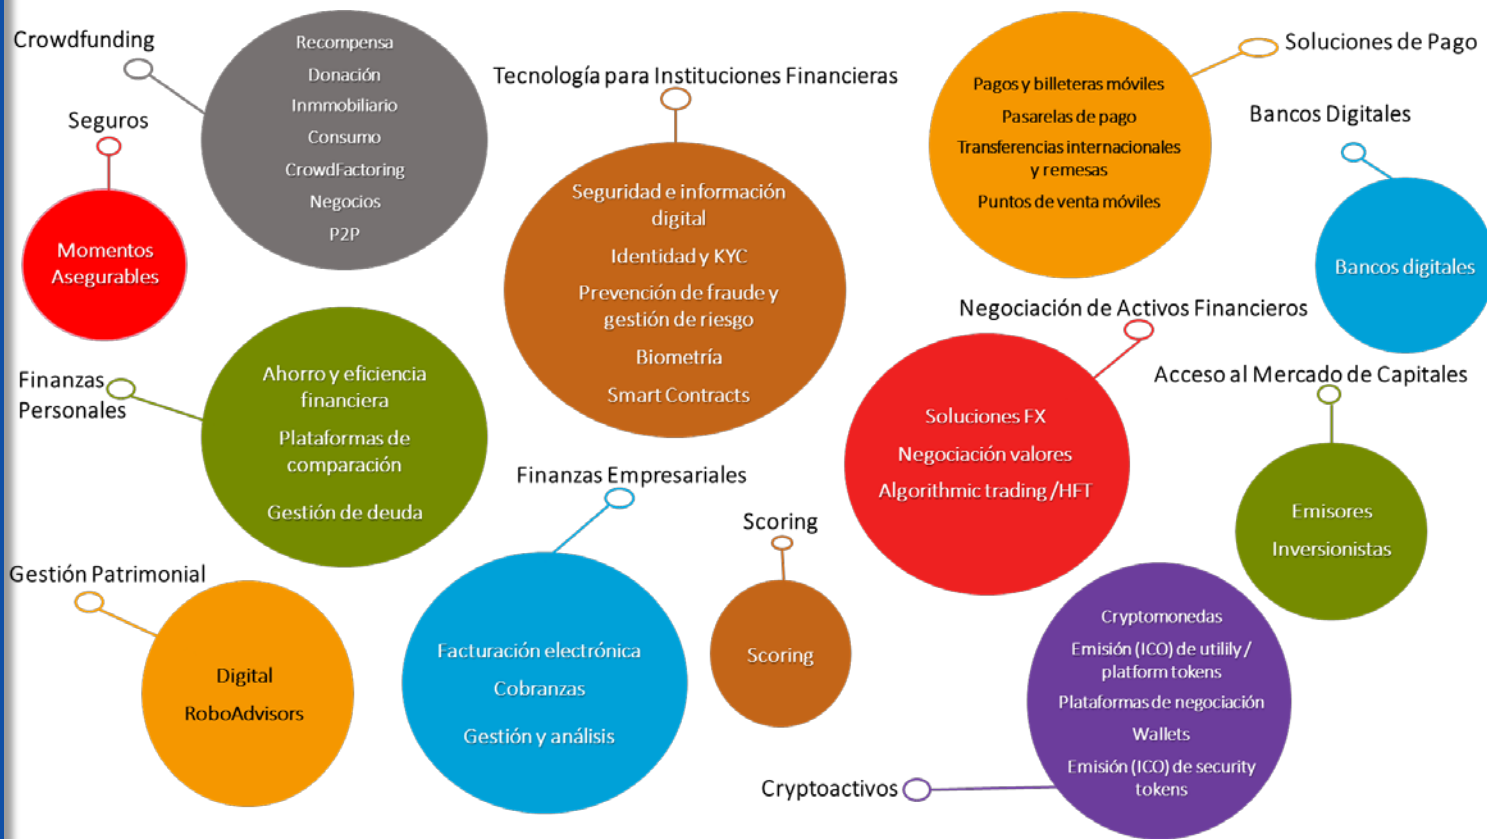 Crowdfunding
Recompensa
Donación
Inmmobiliario
Consumo
CrowdFactoring
Negocios
P2P
Seguros
Momentos
Asegurables
Tecnología para Instituciones Financieras
Seguridad e información
digital
Identidad y KYC
Prevención de fraude y
gestión de riesgo
Biometría
Smart Contracts
Soluciones de Pago
Pagos y billeteras móviles
Pasarelas de pago
Transferencias internacionales
y remesas
Puntos de venta móviles
Bancos Digitales
Bancos digitales
Finanzas
Personales
Ahorro y eficiencia
financiera
Plataformas de
comparación
Gestión de deuda
Negociación de Activos Financieros
Soluciones FX
Negociación valores
Algorithmic trading /HFT
Acceso al Mercado de Capitales
Emisores
Inversionistas
Finanzas Empresariales
Facturación electrónica
Cobranzas
Gestión y análisis
Scoring
Scoring
Gestión Patrimonial
Digital
RoboAdvisors
Cryptoactivos
Cryptomonedas
Emisión (ICO) de utilily /
platform tokens
Plataformas de negociación
Wallets
Emisión (ICO) de security
tokens